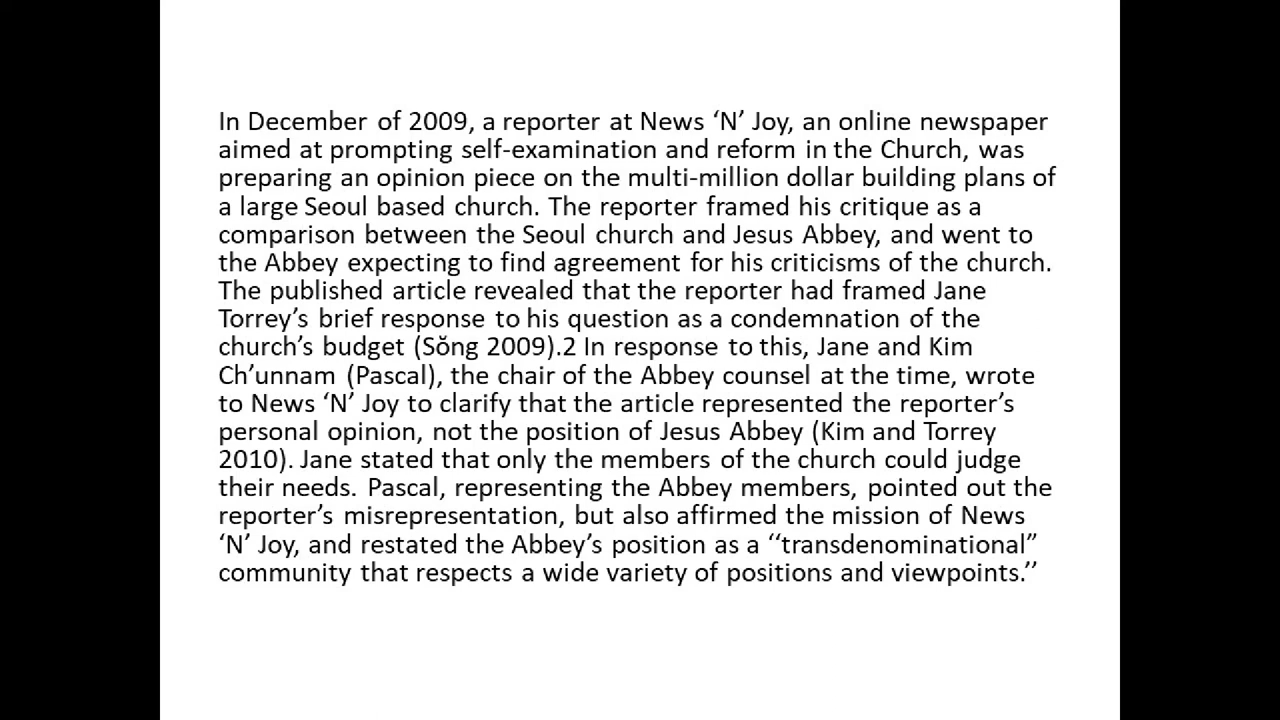 In December of 2009, a reporter at News ‘N’ Joy, an online newspaper
aimed at prompting self-examination and reform in the Church, was
preparing an opinion piece on the multi-million dollar building plans of
a large Seoul based church. The reporter framed his critique as a
comparison between the Seoul church and Jesus Abbey, and went to
the Abbey expecting to find agreement for his criticisms of the church.
The published article revealed that the reporter had framed Jane
Torrey’s brief response to his question as a condemnation of the
church’s budget (Sŏng 2009).2 In response to this, Jane and Kim
Ch’unnam (Pascal), the chair of the Abbey counsel at the time, wrote
to News ‘N’ Joy to clarify that the article represented the reporter’s
personal opinion, not the position of Jesus Abbey (Kim and Torrey
2010). Jane stated that only the members of the church could judge
their needs. Pascal, representing the Abbey members, pointed out the
reporter’s misrepresentation, but also affirmed the mission of News
‘N’ Joy, and restated the Abbey’s position as a ‘‘transdenominational”
community that respects a wide variety of positions and viewpoints.’’